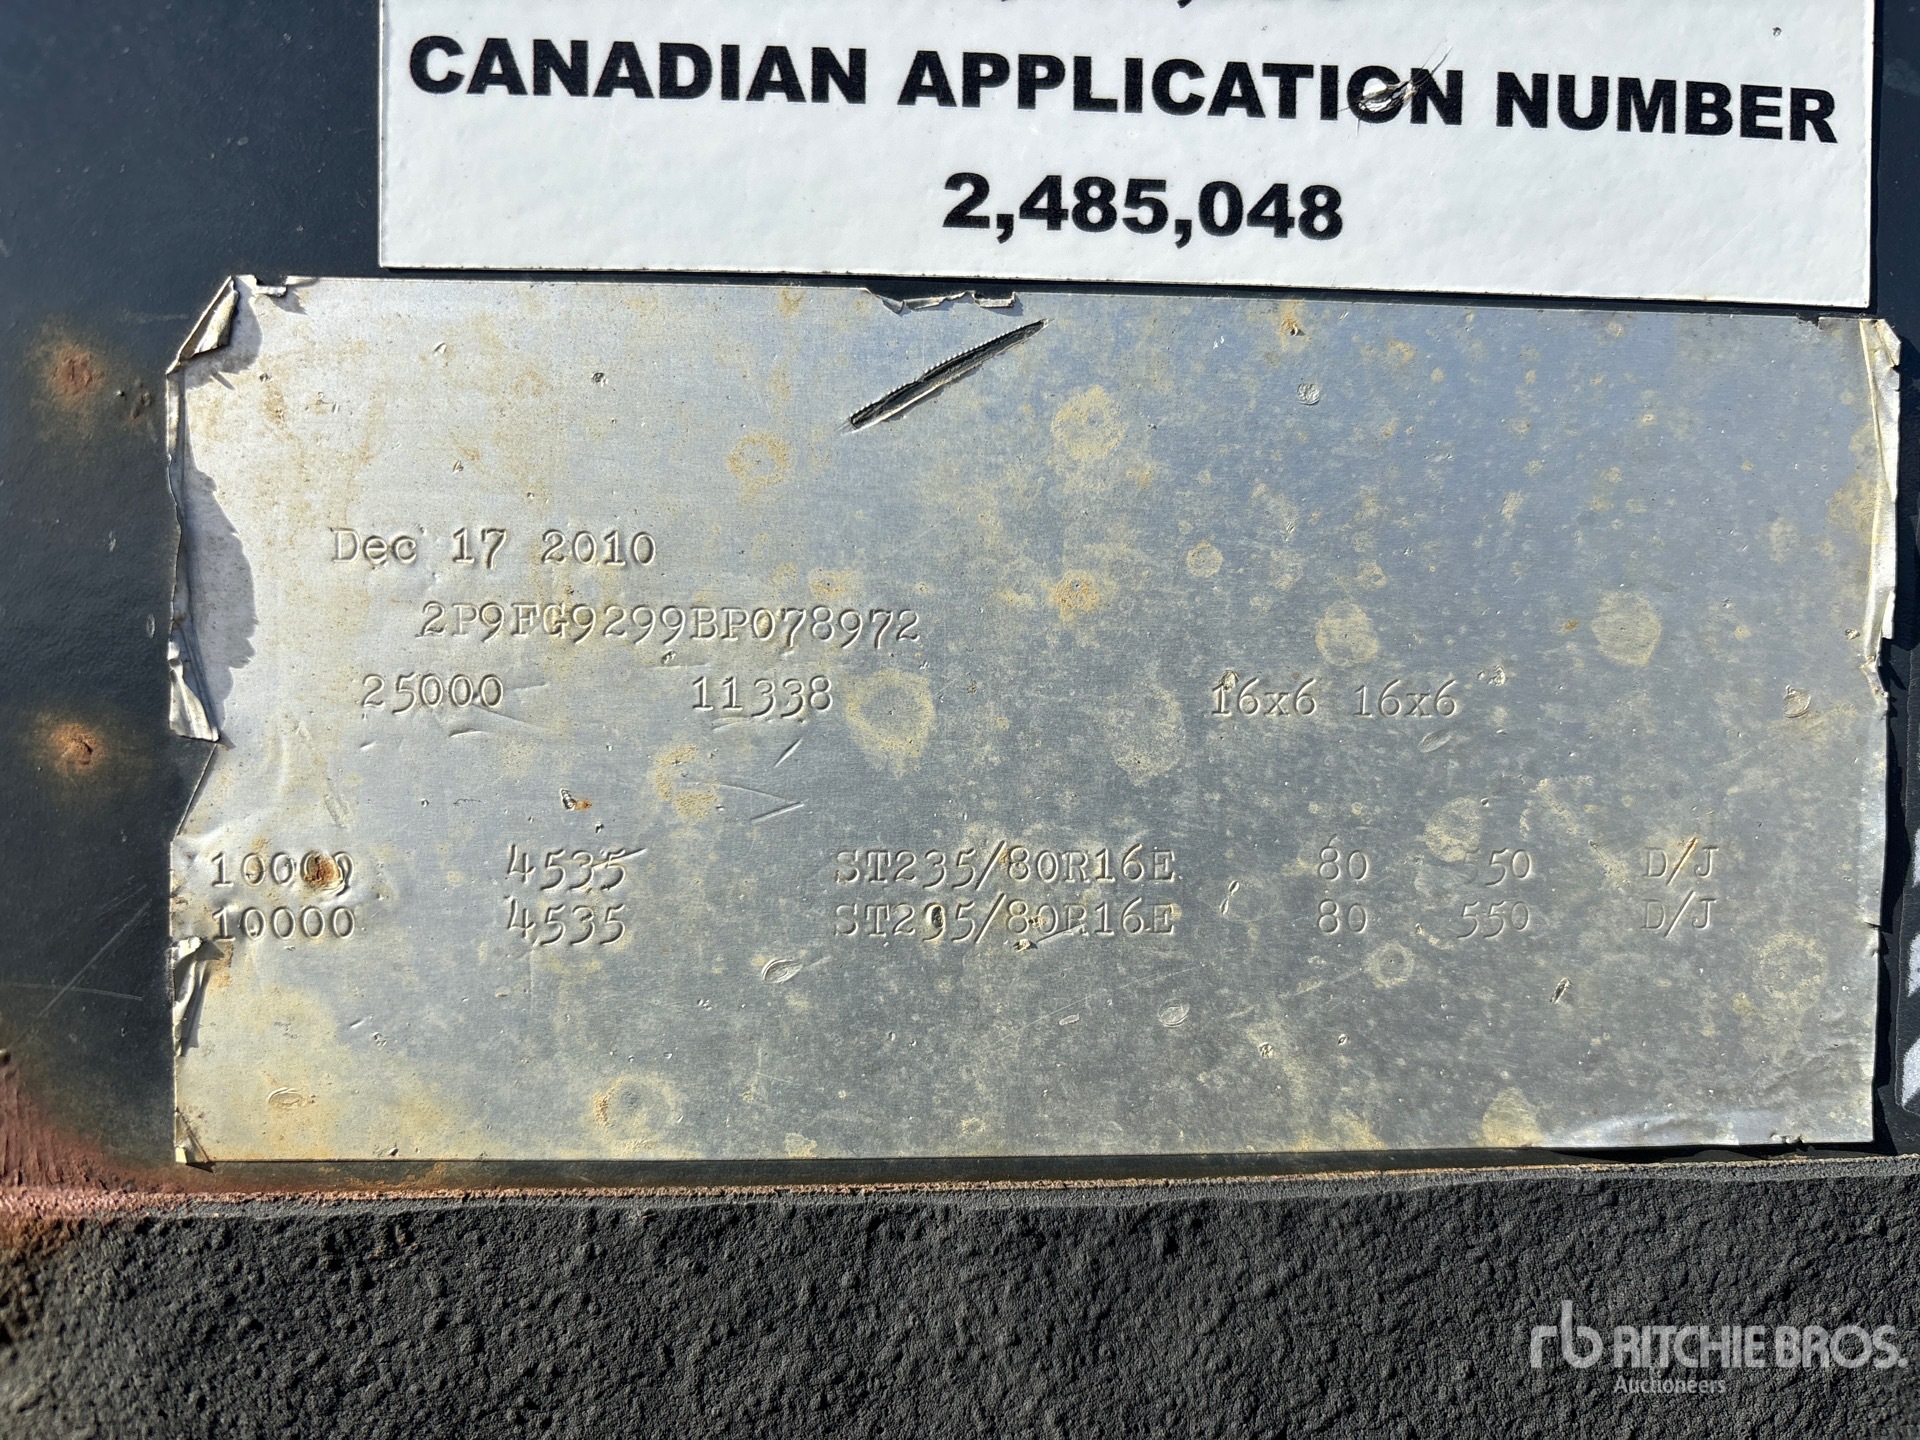 CANADIAN APPLICATION NUMBER
2,485,048
Dec 17 2010
2P9FG9299BP078972
25000 11338 16x6 16x6
10000 4535 ST235/80R16E 80 550 D/J
10000 4535 ST235/80R16E 80 550 D/J
rb RITCHIE BROS.
Auctioneers